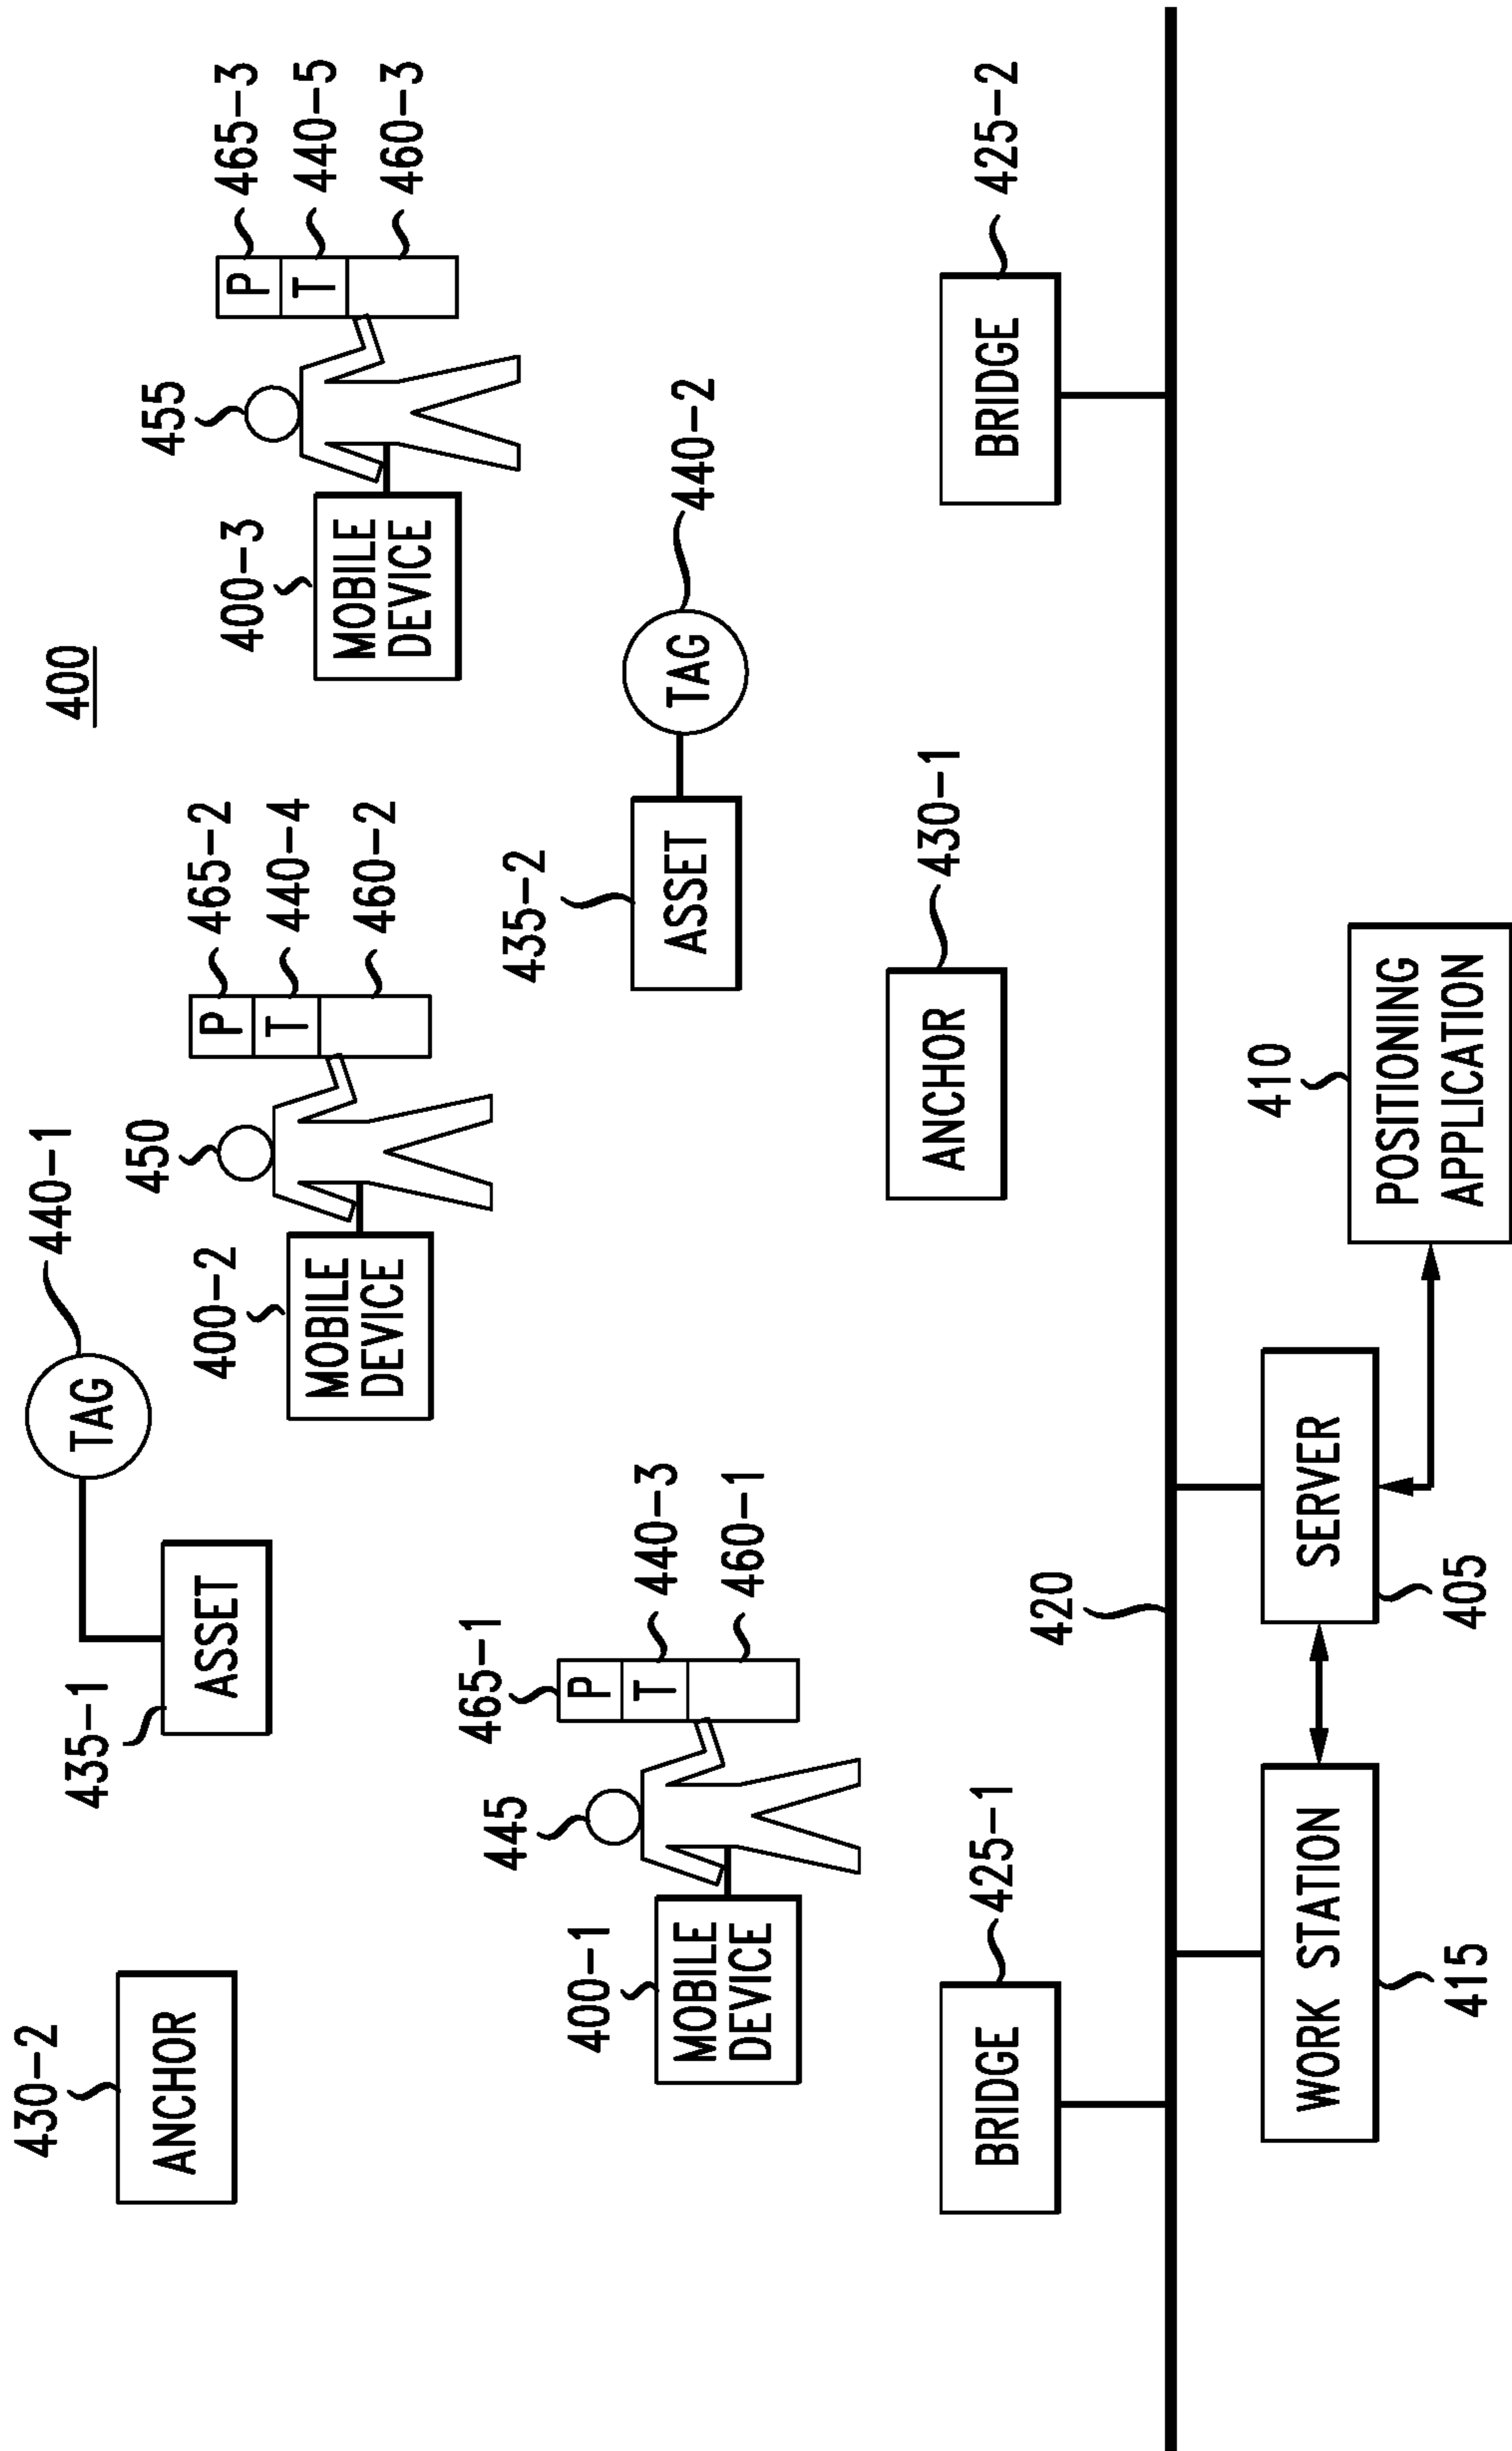 400
430-2
ANCHOR
435-1
ASSET
TAG
440-1
450
465-2
440-4
460-2
P
T
400-2
MOBILE
DEVICE
455
465-3
440-5
460-3
P
T
400-3
MOBILE
DEVICE
445
465-1
440-3
460-1
P
T
400-1
MOBILE
DEVICE
435-2
ASSET
TAG
440-2
BRIDGE
425-1
ANCHOR
430-1
BRIDGE
425-2
420
WORK STATION
415
SERVER
405
410
POSITIONING
APPLICATION